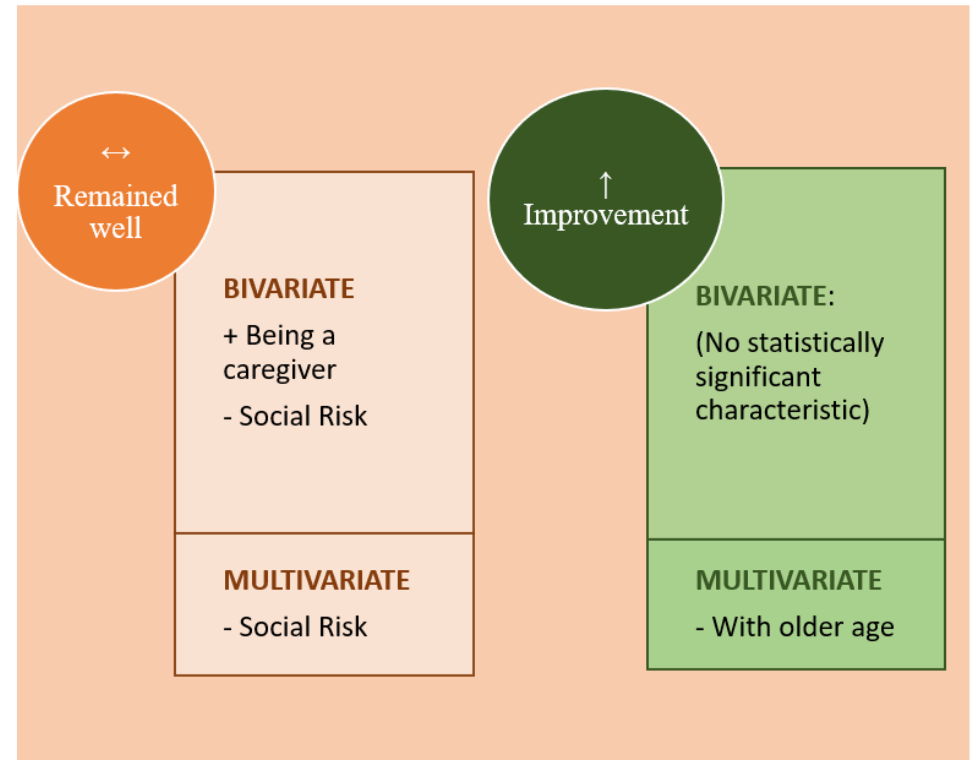 ↔
Remained
well
BIVARIATE
+ Being a
caregiver
- Social Risk
MULTIVARIATE
- Social Risk
↑
Improvement
BIVARIATE:
(No statistically
significant
characteristic)
MULTIVARIATE
- With older age